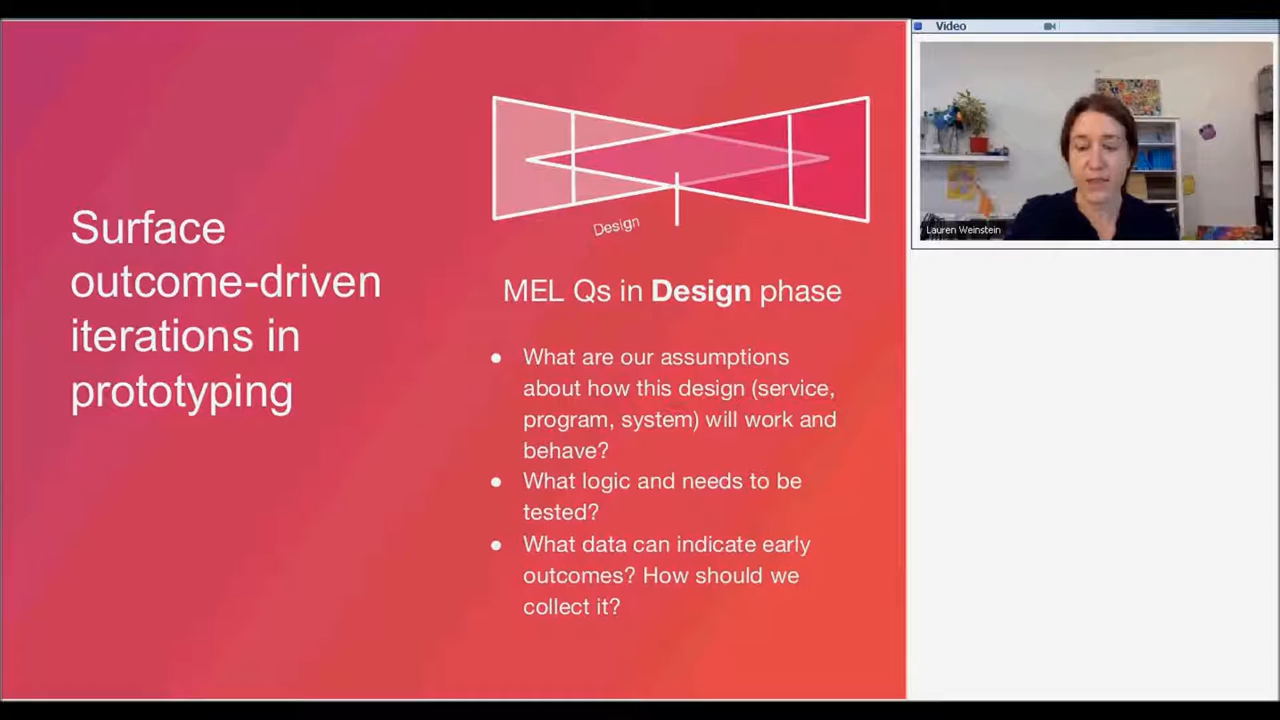 Surface
outcome-driven
iterations in
prototyping
Design
MEL Qs in Design phase
● What are our assumptions
about how this design (service,
program, system) will work and
behave?
● What logic and needs to be
tested?
● What data can indicate early
outcomes? How should we
collect it?
Video
Lauren Weinstein